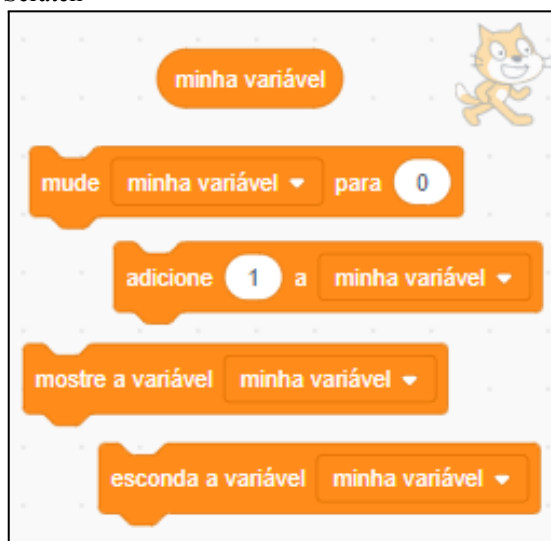 minha variável
mude minha variável para 0
adicione 1 a minha variável
mostre a variável minha variável
esconda a variável minha variável